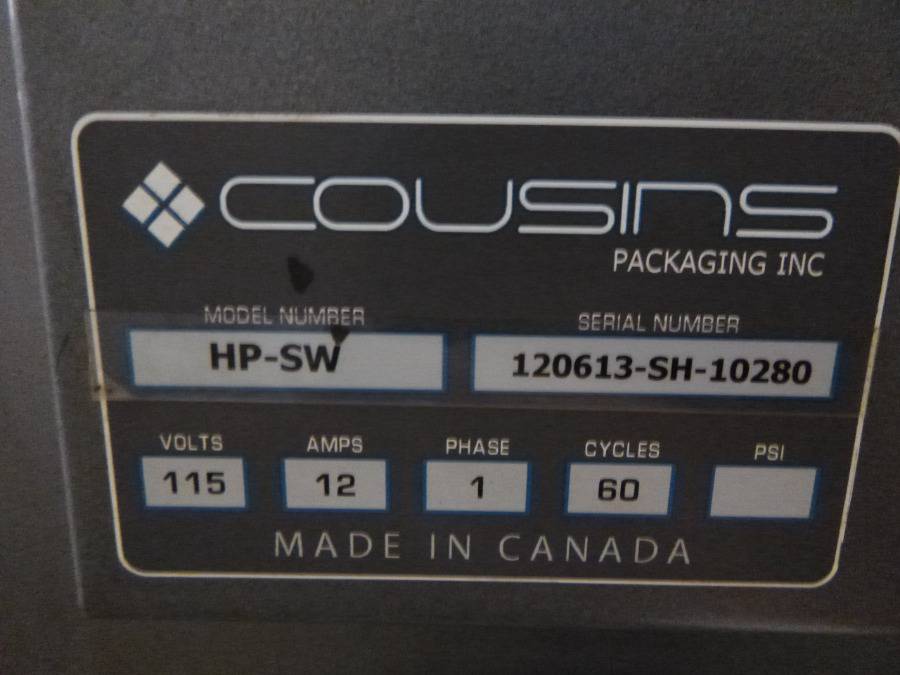 COUSINS
PACKAGING INC
MODEL NUMBER SERIAL NUMBER
HP-SW 120613-SH-10280
VOLTS AMPS PHASE CYCLES PSI
115 12 1 60
MADE IN CANADA